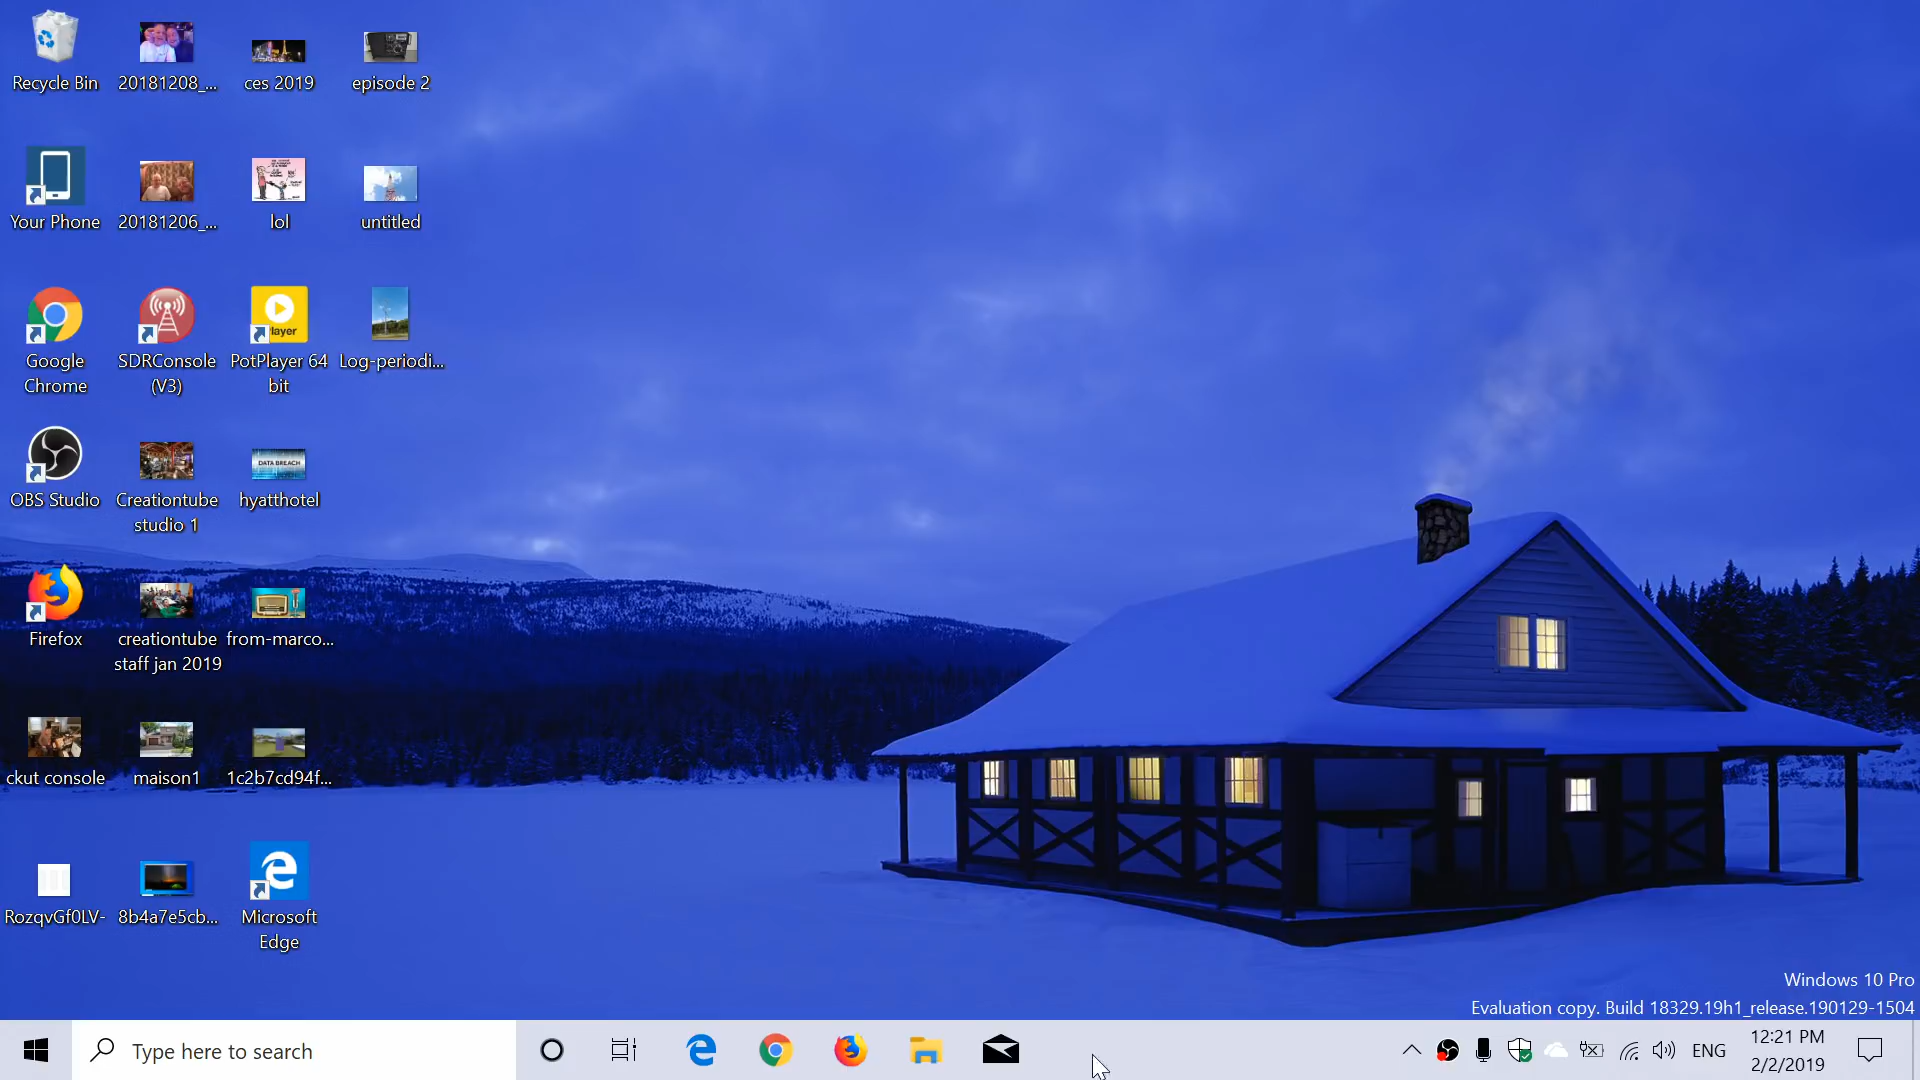 Recycle Bin
20181208_...
ces 2019
episode 2
Your Phone
20181206_...
lol
untitled
Google
Chrome
SDRConsole
(V3)
Player
PotPlayer 64
bit
Log-periodi...
OBS Studio
Creationtube
studio 1
DATA BREACH
hyatthotel
Firefox
creationtube
staff jan 2019
from-marco...
ckut console
maison1
1c2b7cd94f...
RozqvGf0LV-
8b4a7e5cb...
Microsoft
Edge
Windows 10 Pro
Evaluation copy. Build 18329.19h1_release.190129-1504
Type here to search
ENG
12:21 PM
2/2/2019